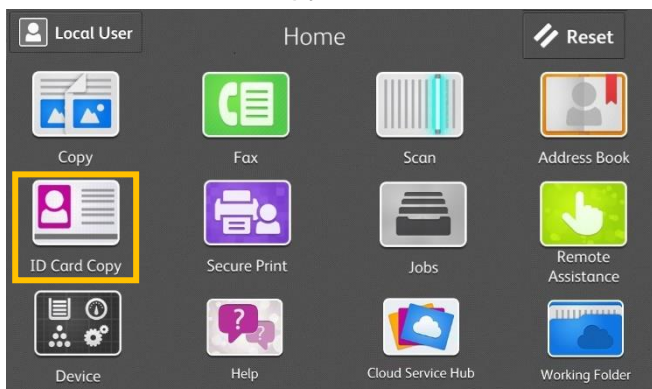 Local User
Home
Reset
Copy
Fax
Scan
Address Book
ID Card Copy
Secure Print
Jobs
Remote
Assistance
Device
Help
Cloud Service Hub
Working Folder